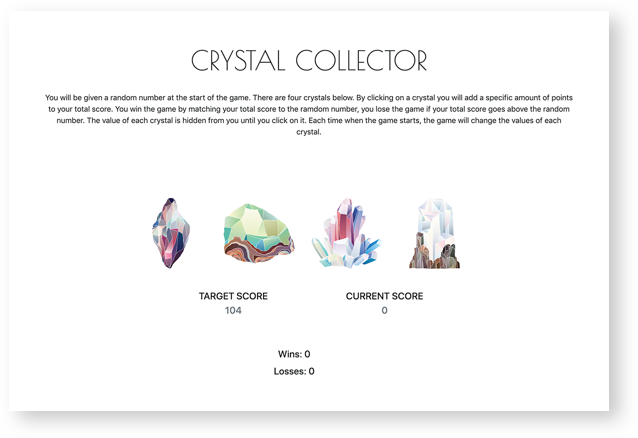 CRYSTAL COLLECTOR
You will be given a random number at the start of the game. There are four crystals below. By clicking on a crystal you will add a specific amount of points
to your total score. You win the game by matching your total score to the ramdom number, you lose the game if your total score goes above the random
number. The value of each crystal is hidden from you until you click on it. Each time when the game starts, the game will change the values of each
crystal.
TARGET SCORE CURRENT SCORE
104 0
Wins: 0
Losses: 0